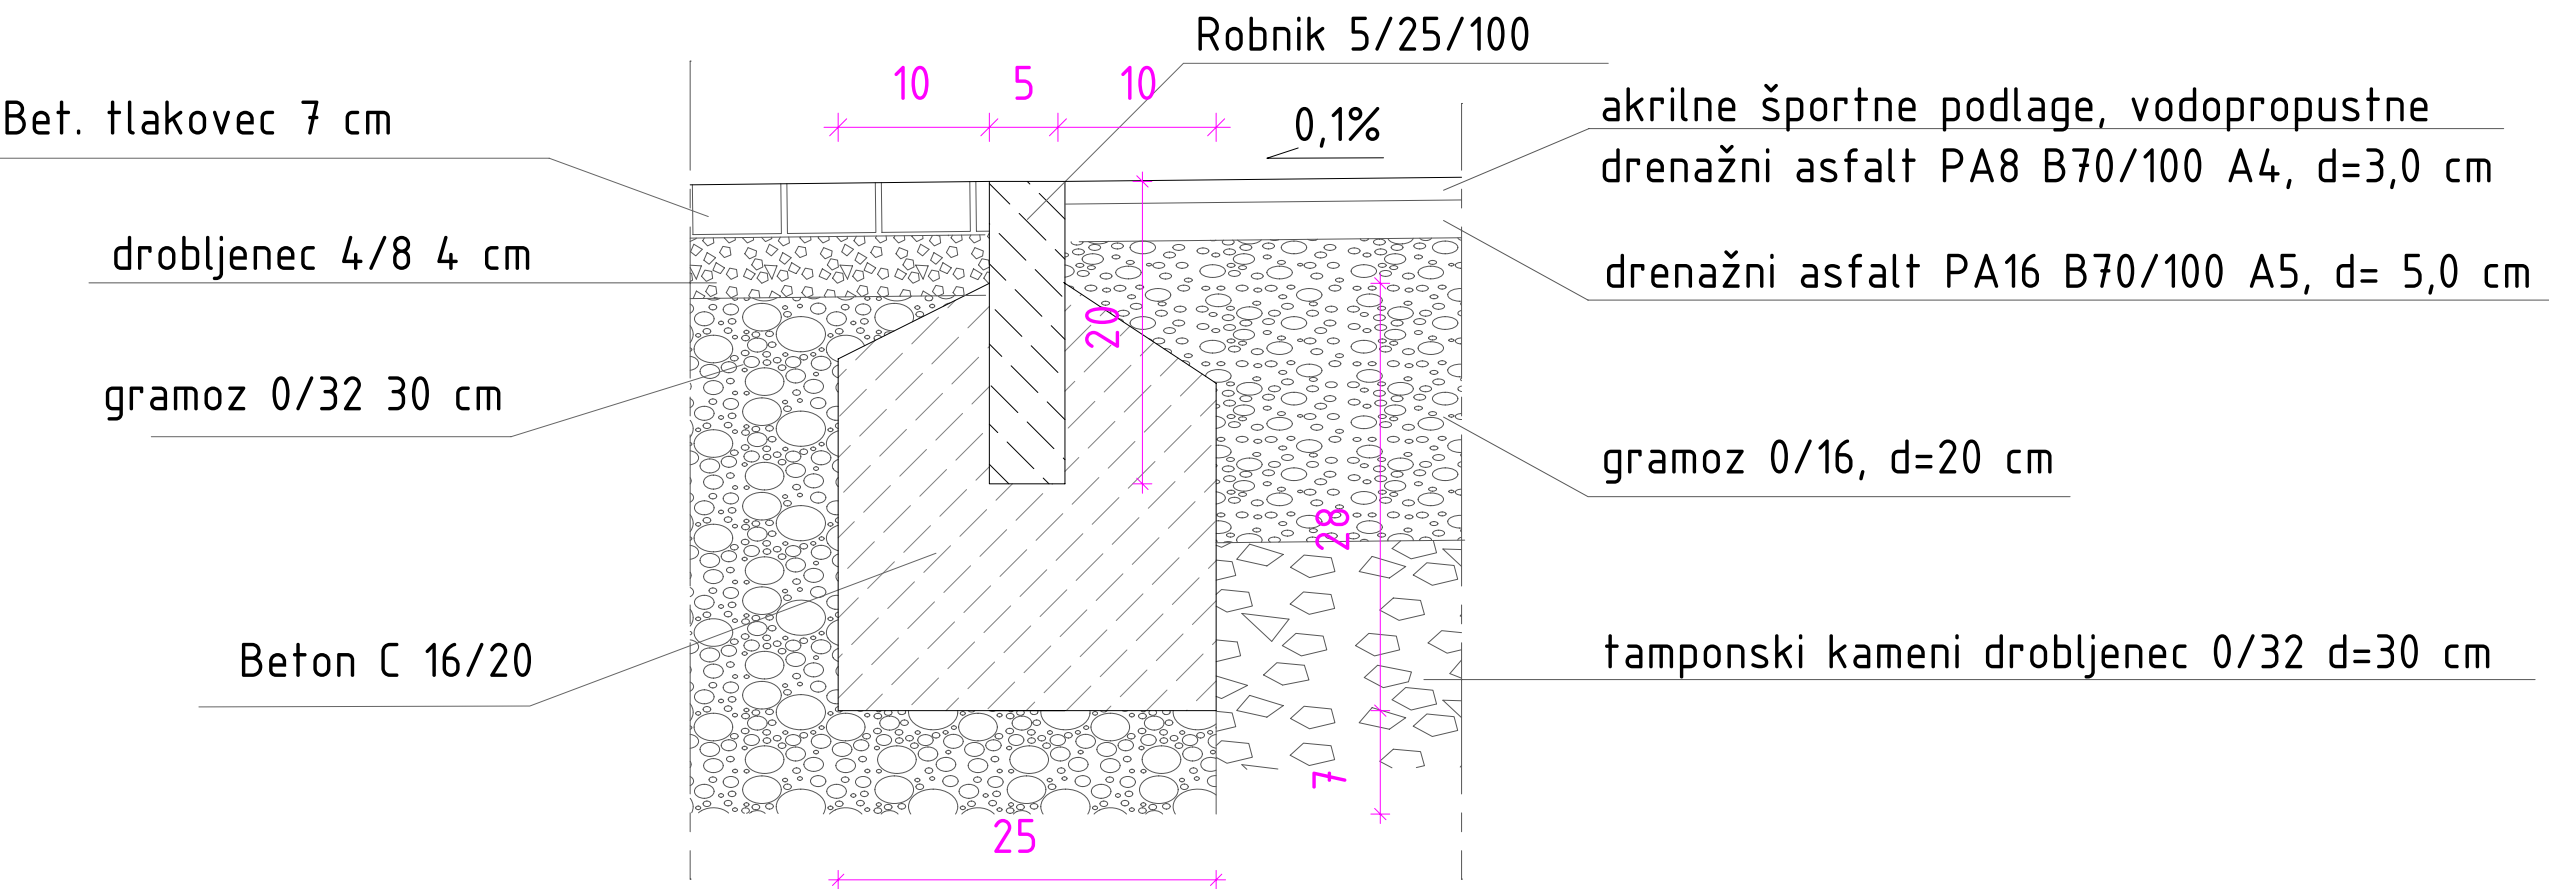 Robnik 5/25/100
10 5 10
0,1%
Bet. tlakovec 7 cm
drobljenec 4/8 4 cm
gramoz 0/32 30 cm
Beton C 16/20
20
28
7
25
akrilne športne podlage, vodopropustne
drenažni asfalt PA8 B70/100 A4, d=3,0 cm
drenažni asfalt PA16 B70/100 A5, d= 5,0 cm
gramoz 0/16, d=20 cm
tamponski kameni drobljenec 0/32 d=30 cm